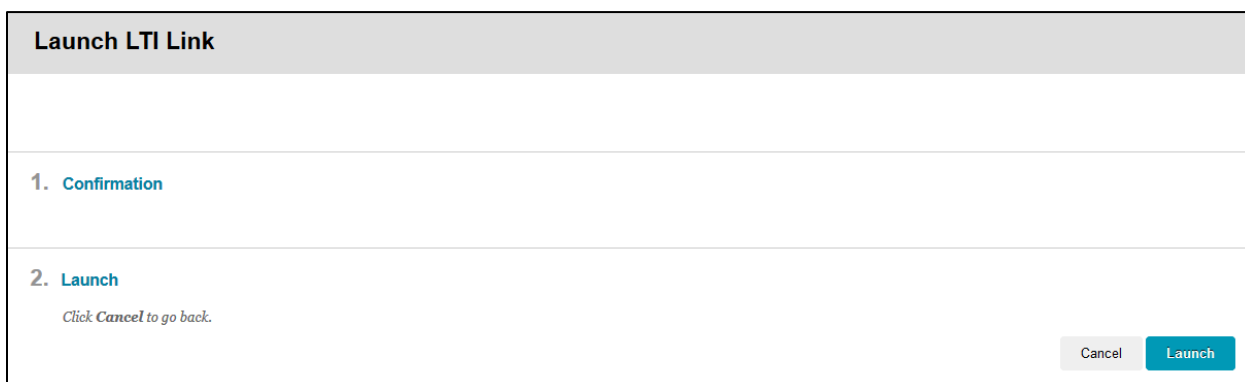 Launch LTI Link
1. Confirmation
2. Launch
Click Cancel to go back.
Cancel Launch